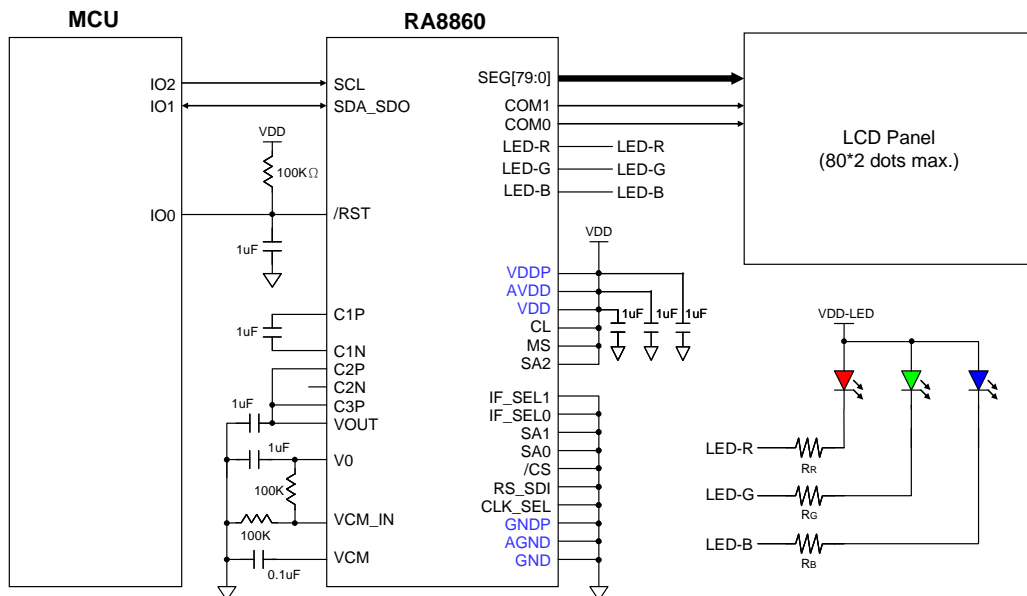 MCU
RA8860
IO2
SCL
IO1
SDA_SDO
VDD
100KΩ
IO0
/RST
1uF
C1P
1uF
C1N
C2P
C2N
C3P
1uF
VOUT
1uF
V0
100K
VCM_IN
100K
VCM
0.1uF
SEG[79:0]
COM1
COM0
LED-R
LED-R
LED-G
LED-G
LED-B
LED-B
VDD
VDDP
AVDD
VDD
1uF
1uF
1uF
CL
MS
SA2
IF_SEL1
IF_SEL0
SA1
SA0
/CS
RS_SDI
CLK_SEL
GNDP
AGND
GND
LCD Panel
(80*2 dots max.)
VDD-LED
LED-R
RR
LED-G
RG
LED-B
RB